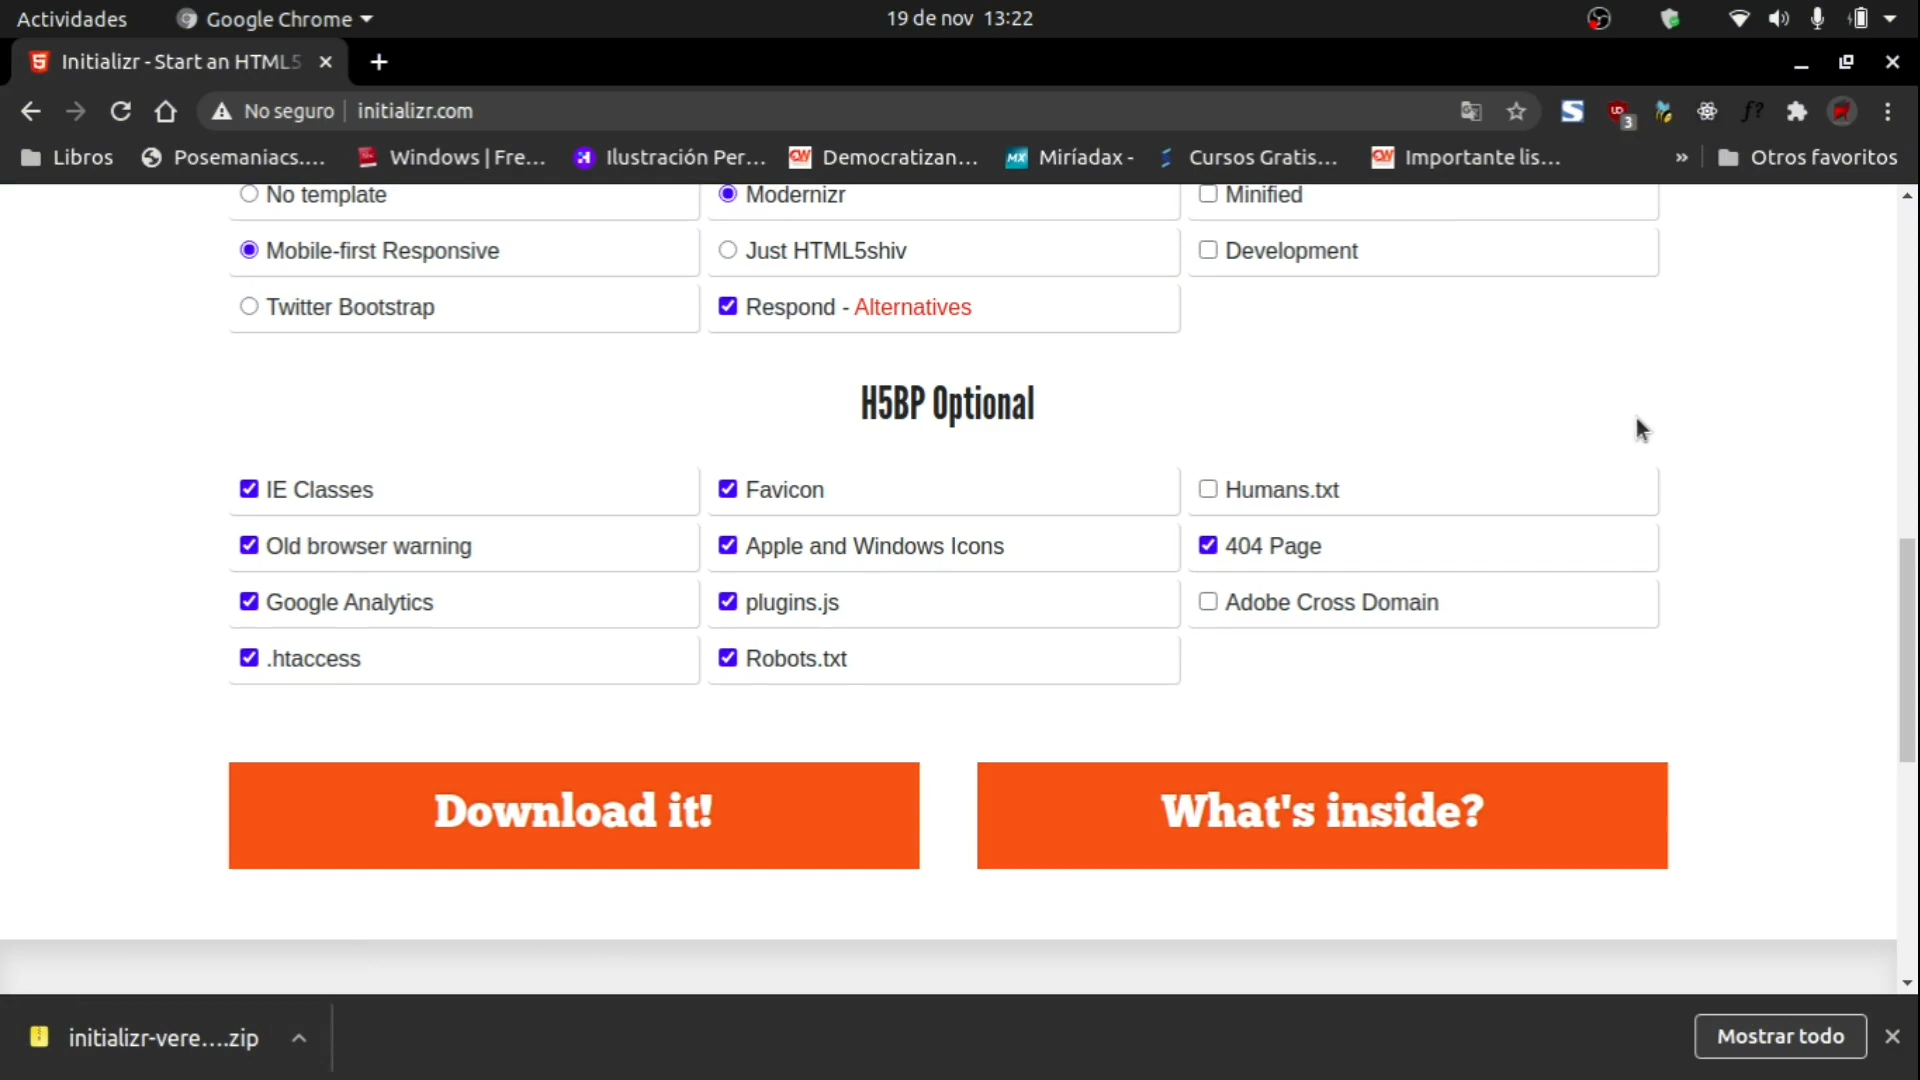 Actividades Google Chrome 19 de nov 13:22
Initializr - Start an HTML5
No seguro initializr.com 3
Libros Posemaniacs.... Windows | Fre... Ilustración Per... Democratizan... Miríadax - Cursos Gratis... Importante lis... » Otros favoritos
No template Modernizr Minified
Mobile-first Responsive Just HTML5shiv Development
Twitter Bootstrap Respond - Alternatives
H5BP Optional
IE Classes Favicon Humans.txt
Old browser warning Apple and Windows Icons 404 Page
Google Analytics plugins.js Adobe Cross Domain
.htaccess Robots.txt
Download it! What's inside?
initializr-vere....zip Mostrar todo